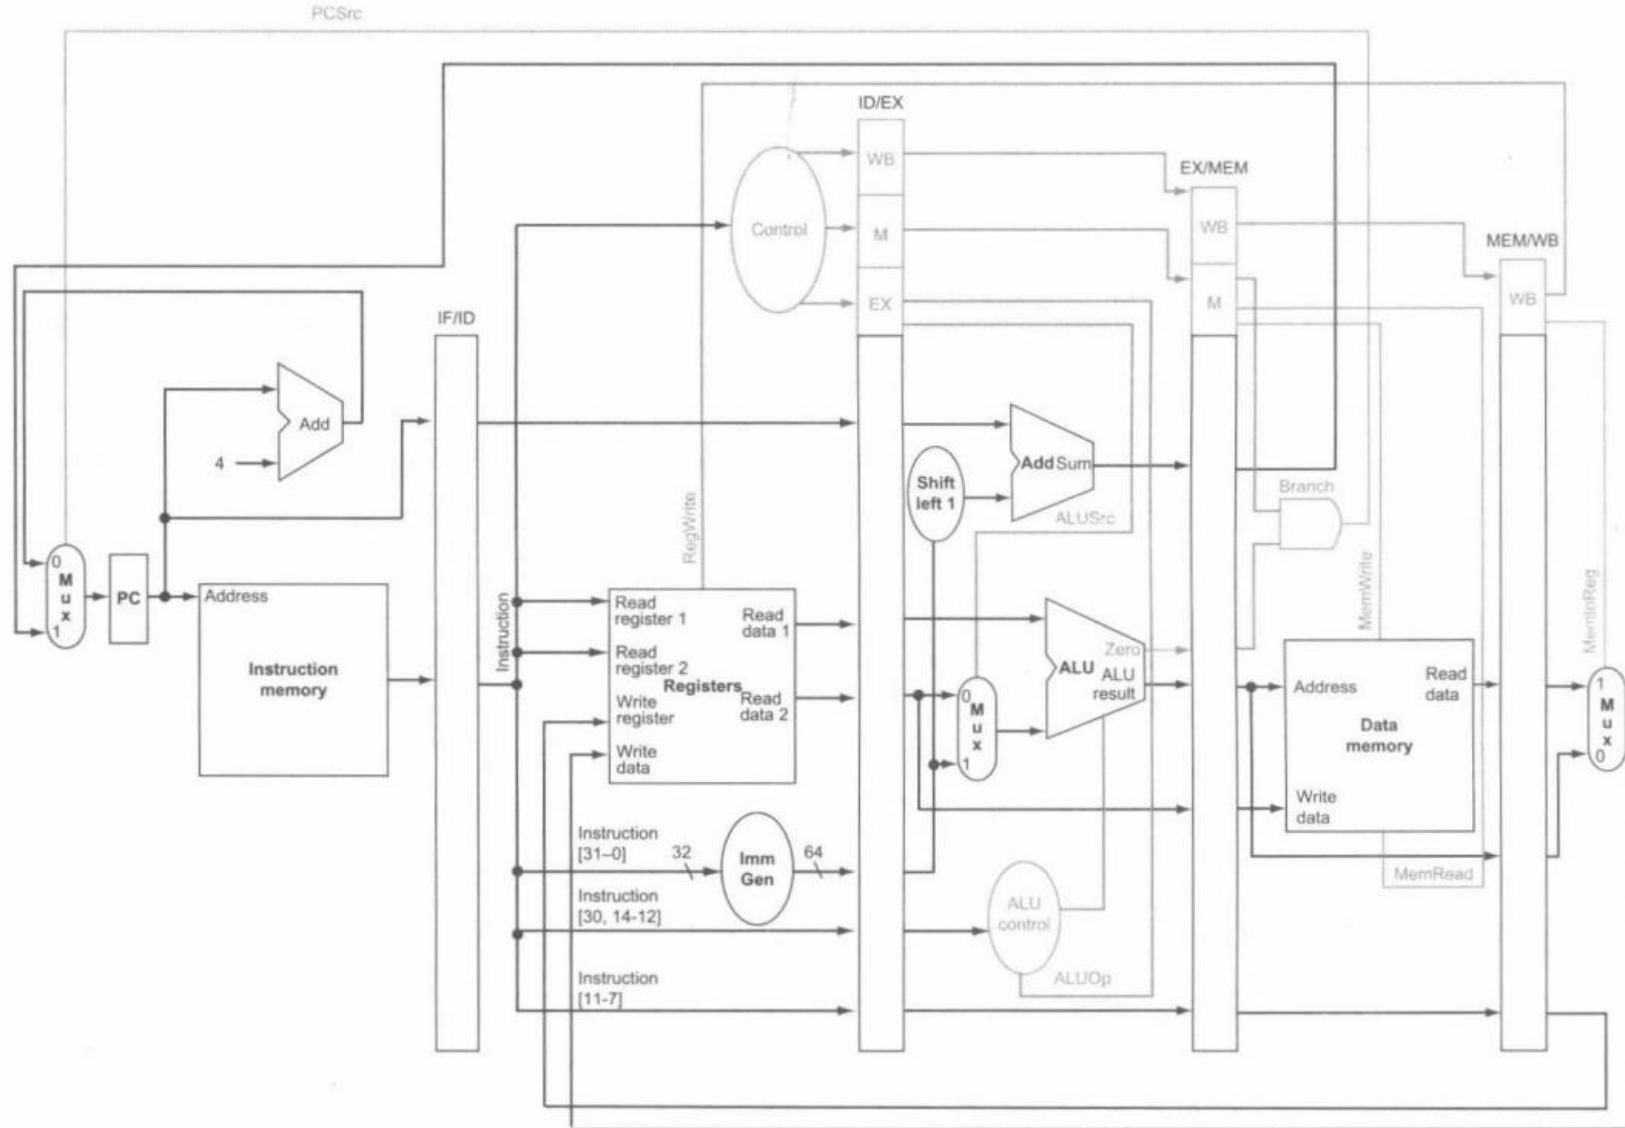 PCSrc
ID/EX
WB
EX/MEM
Control
WB
M
MEM/WB
EX
M
WB
IF/ID
Add
4
Add Sum
Shift
left 1
Branch
ALUSrc
RegWrite
MemWrite
MemInReg
0
M
u
x
1
PC
Address
Instruction
memory
Instruction
Read
register 1
Read
data 1
Read
register 2
Registers
Write
register
Read
data 2
Write
data
0
M
u
x
1
Zero
ALU
ALU
result
Address
Read
data
Data
memory
Write
data
1
M
u
x
0
Instruction
[31–0]
32
Imm
Gen
64
MemRead
Instruction
[30, 14-12]
ALU
control
ALUOp
Instruction
[11-7]